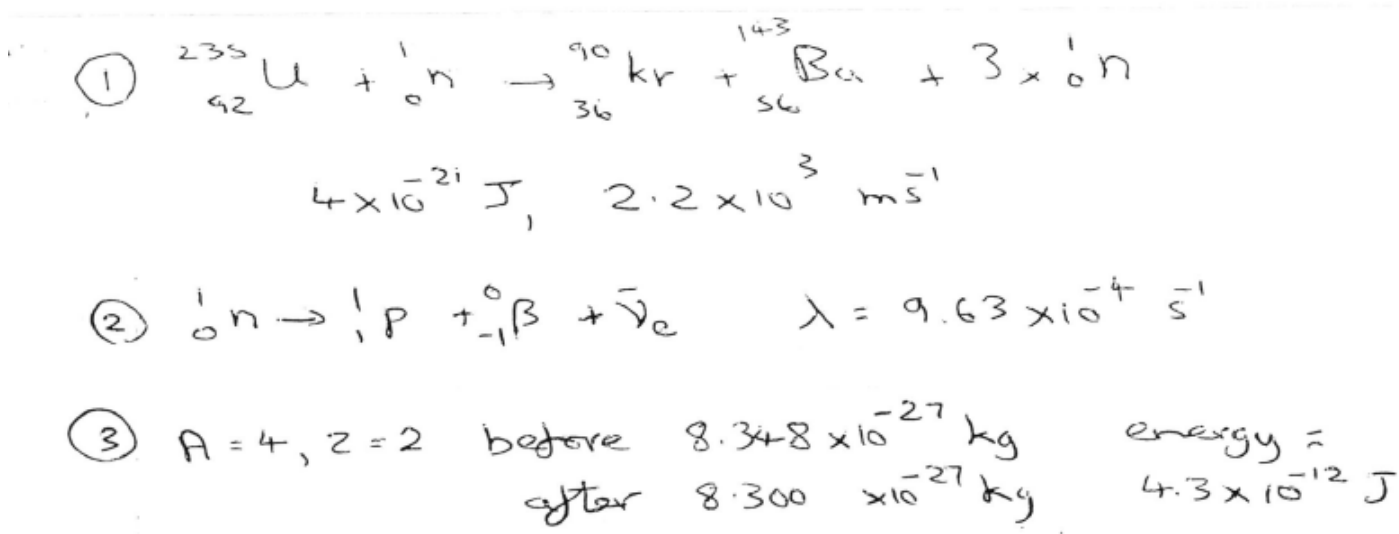 ① ²³⁵₉₂U + ¹₀n → ⁹⁰₃₆kr + ¹⁴³₅₆Ba + 3 × ¹₀n
4×10⁻²¹ J, 2.2 × 10³ ms⁻¹
② ¹₀n → ¹₁p + ⁰₋₁β + ν̄e λ = 9.63 ×10⁻⁴ s⁻¹
③ A = 4, Z = 2 before 8.348 ×10⁻²⁷ kg energy =
after 8.300 ×10⁻²⁷ kg 4.3 × 10⁻¹² J